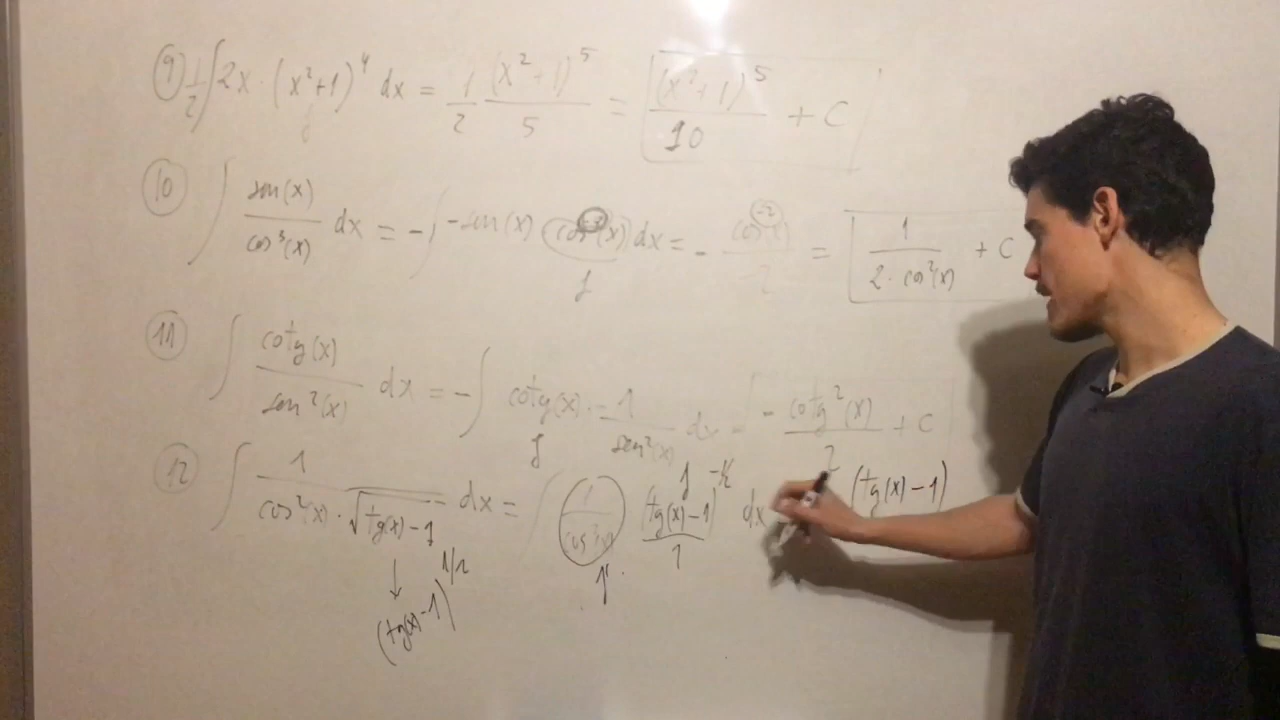 9) 1/2 ∫ 2x · (x²+1)⁴ dx = 1/2 (x²+1)⁵/5 = (x²+1)⁵/10 + C
f
10) ∫ sen(x)/cos³(x) dx = -∫ -sen(x) cos⁻³(x) dx = - cos⁻²( )/-2 = 1/(2·cos²(x)) + C
f
11) ∫ cotg(x)/sen²(x) dx = -∫ cotg(x) · -1/sen²(x) dx = - cotg²(x)/2 + C
f
12) ∫ 1/(cos²(x)·√(tg(x)-1)) dx = ∫ 1/cos²(x) (tg(x)-1)^-½/1 dx (tg(x)-1)
f
f'
↓
(tg(x)-1)^1/2